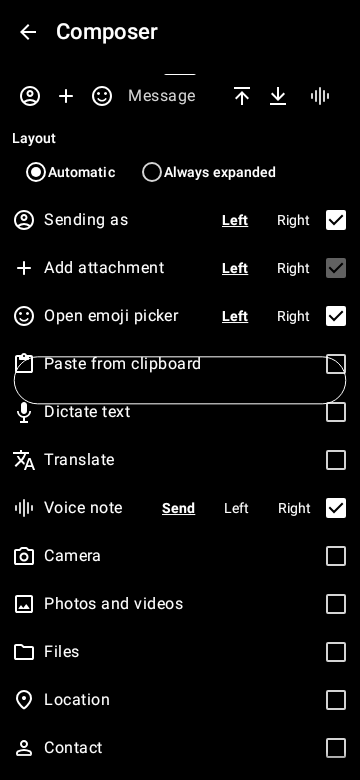 Composer
Message
Layout
Automatic Always expanded
Sending as Left Right
Add attachment Left Right
Open emoji picker Left Right
Paste from clipboard
Dictate text
Translate
Voice note Send Left Right
Camera
Photos and videos
Files
Location
Contact